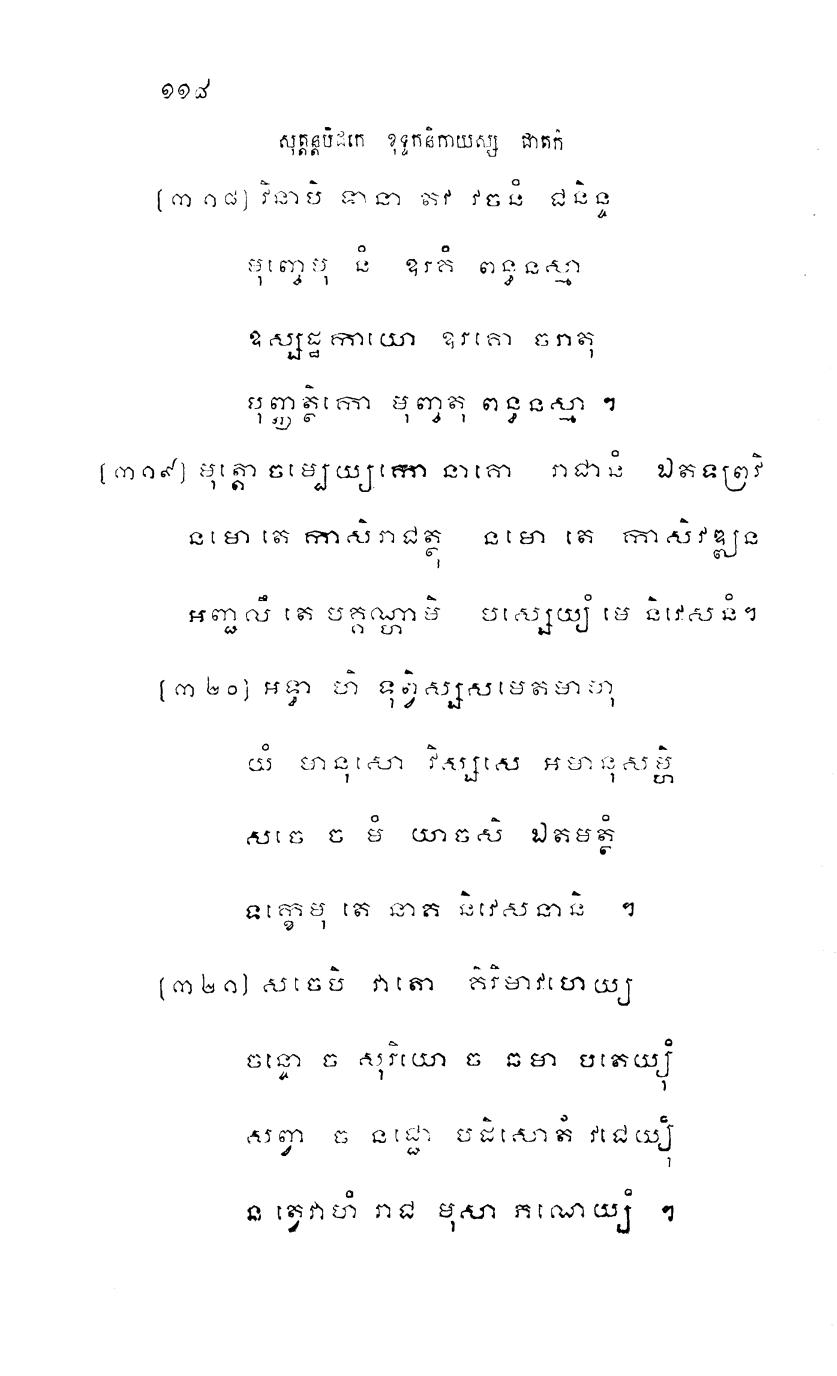 ១១៨
សុត្តន្តបិដកេ ខុទ្ទកនិកាយស្ស ជាតកំ
(៣១៨) វិនាបិ ទានា តវ វចនំ ជនិន្ទ
មុញ្ចេមុ នំ ឧរគំ ពន្ធនស្មា
ឧស្សដ្ឋកាយោ ឧរគោ ចរាតុ
បុញ្ញត្ថិកោ មុញ្ចតុ ពន្ធនស្មា ។
(៣១៩) មុត្តោ ចម្បេយ្យកោ នាគោ រាជានំ ឯតទព្រវិ
នមោ តេ កាសិរាជត្ថុ នមោ តេ កាសិវឌ្ឍន
អញ្ជលឹ តេ បគ្គណ្ហាមិ បស្សេយ្យំ មេ និវេសនំ។
(៣២០) អទ្ធា ហិ ទុព្វិស្សសមេតមាហុ
យំ មានុសោ វិស្សសេ អមានុសម្ហិ
សចេ ច មំ យាចសិ ឯតមត្ថំ
ទក្ខេមុ តេ នាគ និវេសនានិ ។
(៣២១) សចេបិ វាតោ គិរិមាវហេយ្យ
ចន្ទោ ច សុរិយោ ច ឆមា បតេយ្យុំ
សព្វា ច នជ្ជោ បដិសោតំ វជេយ្យុំ
ន ត្វេវាហំ រាជ មុសា ភណេយ្យំ ។